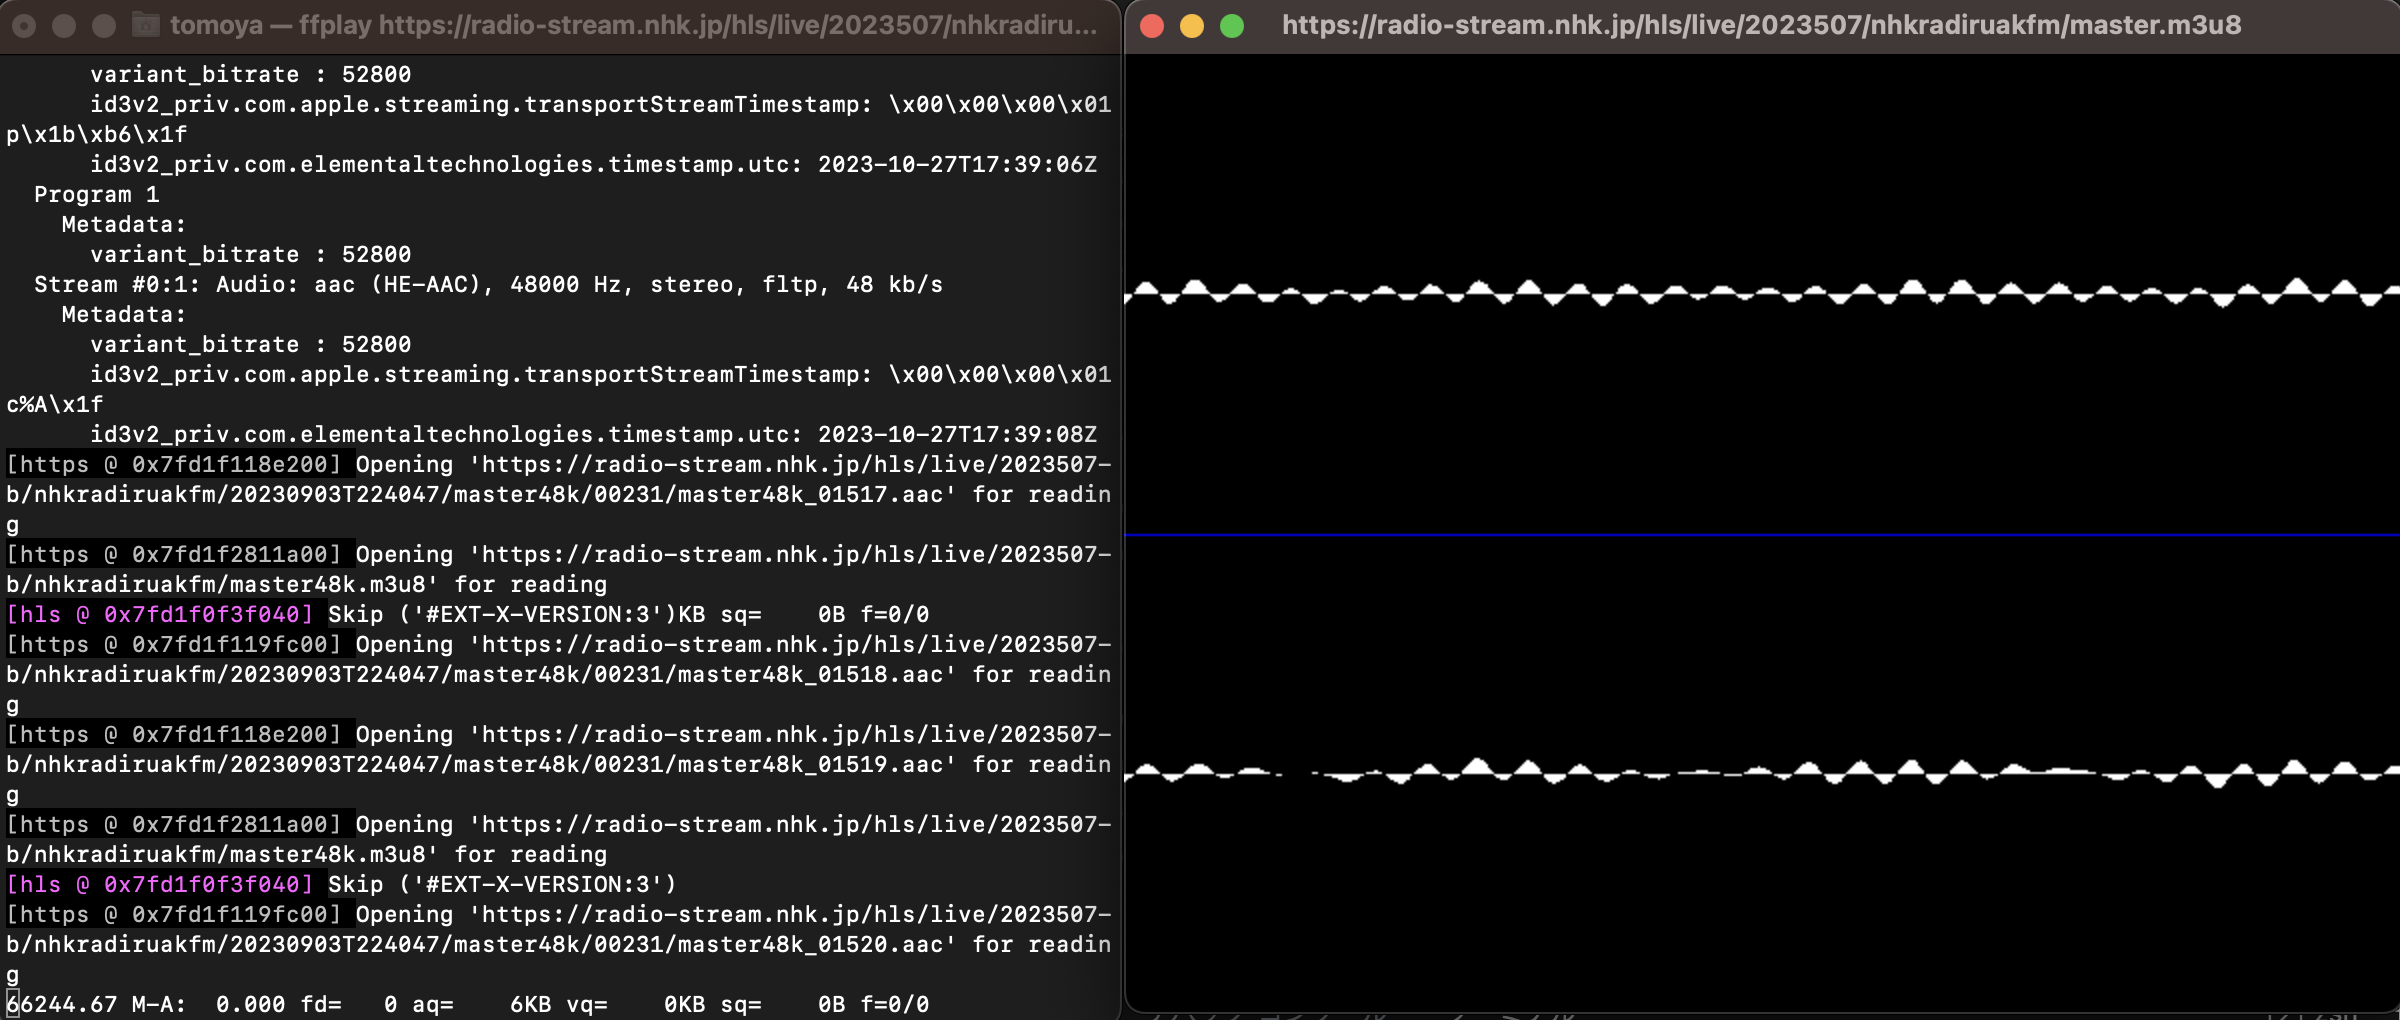 tomoya — ffplay https://radio-stream.nhk.jp/hls/live/2023507/nhkradiru...
variant_bitrate : 52800
id3v2_priv.com.apple.streaming.transportStreamTimestamp: \x00\x00\x00\x01
p\x1b\xb6\x1f
id3v2_priv.com.elementaltechnologies.timestamp.utc: 2023-10-27T17:39:06Z
Program 1
Metadata:
variant_bitrate : 52800
Stream #0:1: Audio: aac (HE-AAC), 48000 Hz, stereo, fltp, 48 kb/s
Metadata:
variant_bitrate : 52800
id3v2_priv.com.apple.streaming.transportStreamTimestamp: \x00\x00\x00\x01
c%A\x1f
id3v2_priv.com.elementaltechnologies.timestamp.utc: 2023-10-27T17:39:08Z
[https @ 0x7fd1f118e200] Opening 'https://radio-stream.nhk.jp/hls/live/2023507-
b/nhkradiruakfm/20230903T224047/master48k/00231/master48k_01517.aac' for readin
g
[https @ 0x7fd1f2811a00] Opening 'https://radio-stream.nhk.jp/hls/live/2023507-
b/nhkradiruakfm/master48k.m3u8' for reading
[hls @ 0x7fd1f0f3f040] Skip ('#EXT-X-VERSION:3')KB sq=    0B f=0/0
[https @ 0x7fd1f119fc00] Opening 'https://radio-stream.nhk.jp/hls/live/2023507-
b/nhkradiruakfm/20230903T224047/master48k/00231/master48k_01518.aac' for readin
g
[https @ 0x7fd1f118e200] Opening 'https://radio-stream.nhk.jp/hls/live/2023507-
b/nhkradiruakfm/20230903T224047/master48k/00231/master48k_01519.aac' for readin
g
[https @ 0x7fd1f2811a00] Opening 'https://radio-stream.nhk.jp/hls/live/2023507-
b/nhkradiruakfm/master48k.m3u8' for reading
[hls @ 0x7fd1f0f3f040] Skip ('#EXT-X-VERSION:3')
[https @ 0x7fd1f119fc00] Opening 'https://radio-stream.nhk.jp/hls/live/2023507-
b/nhkradiruakfm/20230903T224047/master48k/00231/master48k_01520.aac' for readin
g
66244.67 M-A:  0.000 fd=   0 aq=    6KB vq=    0KB sq=    0B f=0/0
https://radio-stream.nhk.jp/hls/live/2023507/nhkradiruakfm/master.m3u8